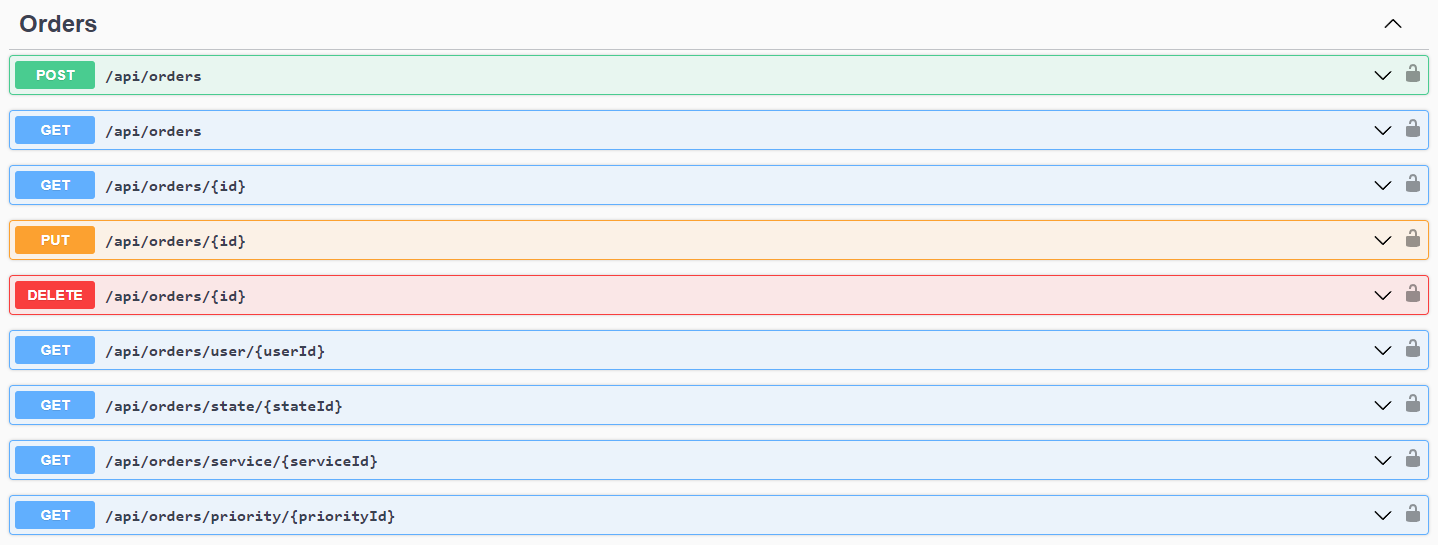 Orders
POST /api/orders
GET /api/orders
GET /api/orders/{id}
PUT /api/orders/{id}
DELETE /api/orders/{id}
GET /api/orders/user/{userId}
GET /api/orders/state/{stateId}
GET /api/orders/service/{serviceId}
GET /api/orders/priority/{priorityId}